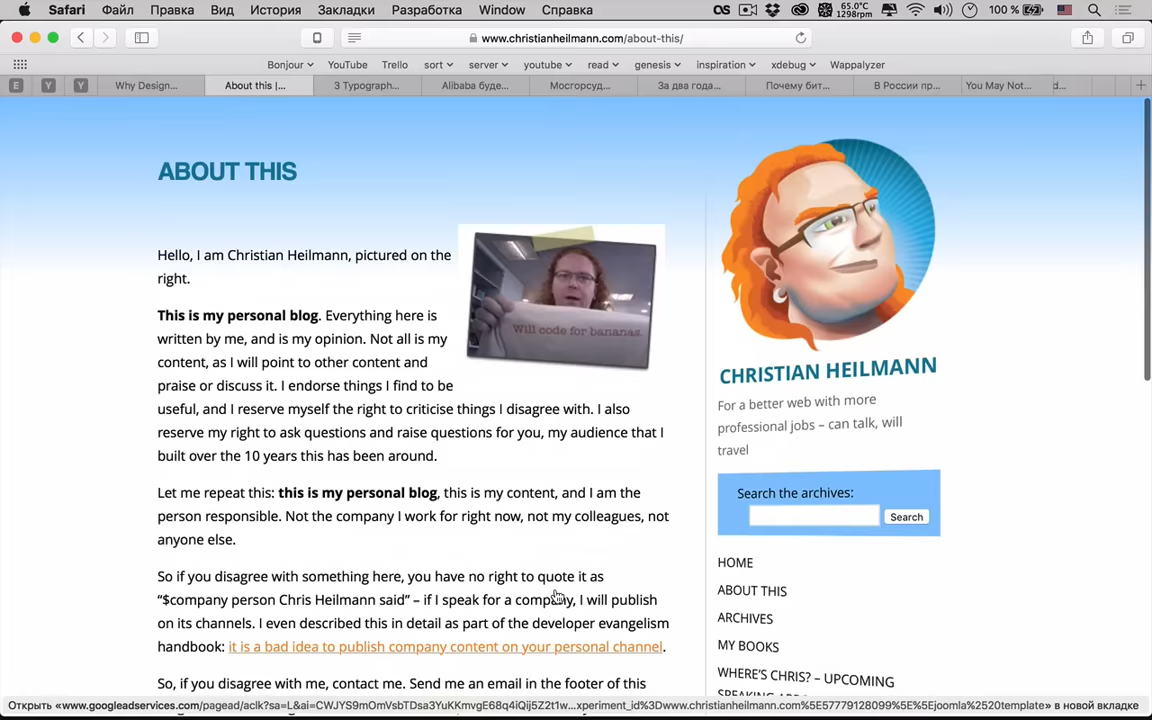 Safari Файл Правка Вид История Закладки Разработка Window Справка 65.0°C 1298rpm 100 %
www.christianheilmann.com/about-this/
Bonjour YouTube Trello sort server youtube read genesis inspiration xdebug Wappalyzer
E Y Y Why Design... About this |... 3 Typograph... Alibaba буде... Мосгорсуд... За два года... Почему бит... В России пр... You May Not... d...
ABOUT THIS
Hello, I am Christian Heilmann, pictured on the
right.
This is my personal blog. Everything here is
written by me, and is my opinion. Not all is my
content, as I will point to other content and
praise or discuss it. I endorse things I find to be
useful, and I reserve myself the right to criticise things I disagree with. I also
reserve my right to ask questions and raise questions for you, my audience that I
built over the 10 years this has been around.
Let me repeat this: this is my personal blog, this is my content, and I am the
person responsible. Not the company I work for right now, not my colleagues, not
anyone else.
So if you disagree with something here, you have no right to quote it as
“$company person Chris Heilmann said” – if I speak for a company, I will publish
on its channels. I even described this in detail as part of the developer evangelism
handbook: it is a bad idea to publish company content on your personal channel.
So, if you disagree with me, contact me. Send me an email in the footer of this
Will code for bananas.
CHRISTIAN HEILMANN
For a better web with more
professional jobs – can talk, will
travel
Search the archives:
Search
HOME
ABOUT THIS
ARCHIVES
MY BOOKS
WHERE'S CHRIS? – UPCOMING
Открыть «www.googleadservices.com/pagead/aclk?sa=L&ai=CWJYS9mOmVsbTDsa3YuKKmvgE68q4iQij5Z2t1w...xperiment_id%3Dwww.christianheilmann.com%5E57779128099%5E%5Ejoomla%2520template» в новой вкладке